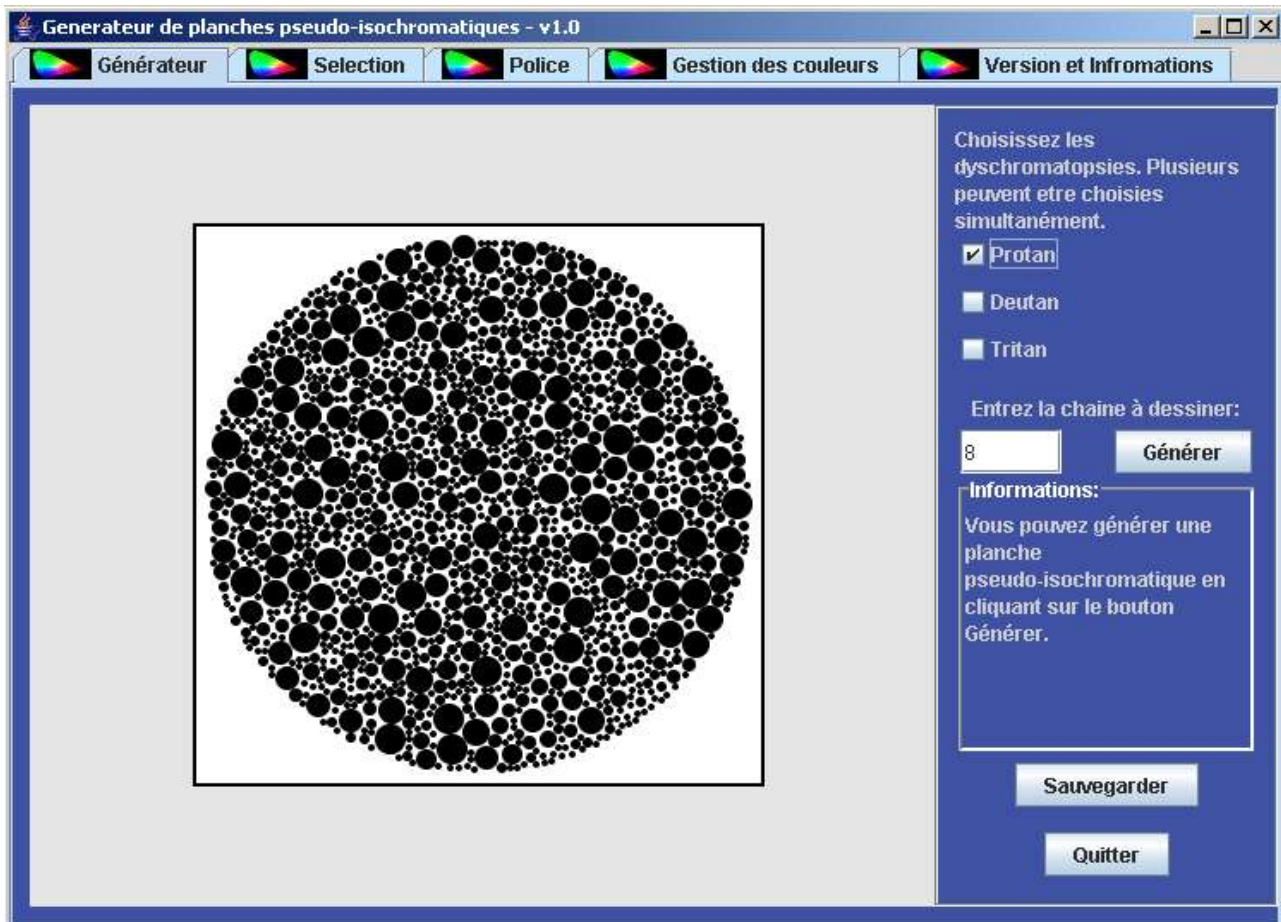 Generateur de planches pseudo-isochromatiques - v1.0
Générateur
Selection
Police
Gestion des couleurs
Version et Infromations
Choisissez les
dyschromatopsies. Plusieurs
peuvent etre choisies
simultanément.
Protan
Deutan
Tritan
Entrez la chaine à dessiner:
8
Générer
Informations:
Vous pouvez générer une
planche
pseudo-isochromatique en
cliquant sur le bouton
Générer.
Sauvegarder
Quitter